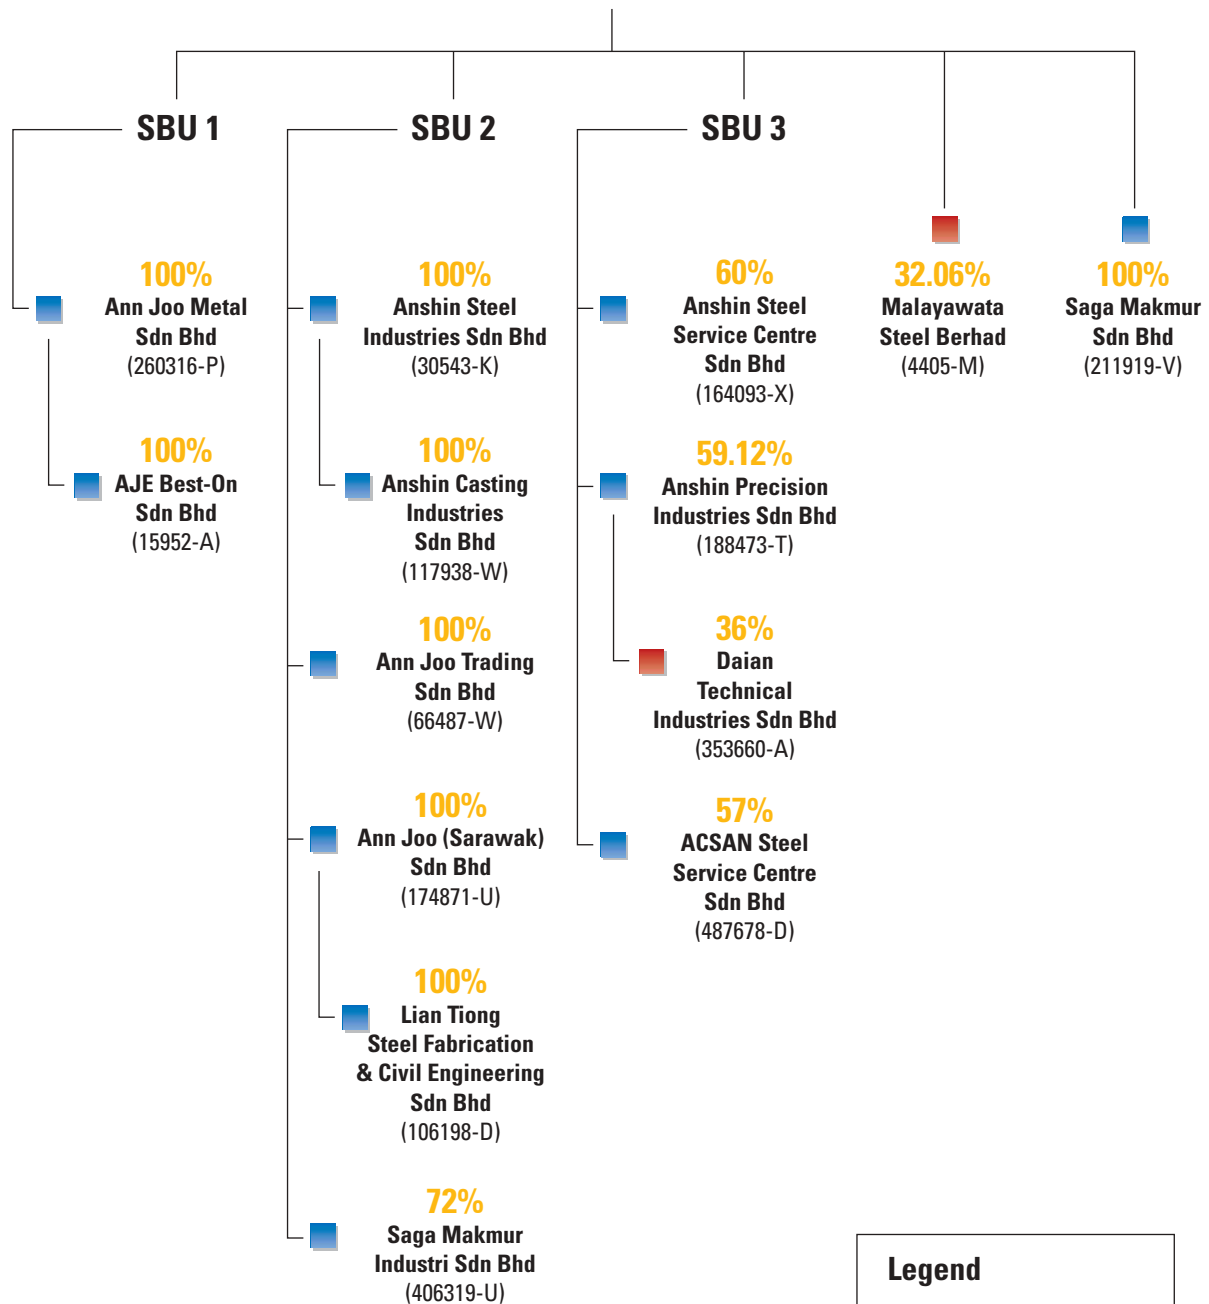 SBU 1
SBU 2
SBU 3
100%
Ann Joo Metal
Sdn Bhd
(260316-P)
100%
AJE Best-On
Sdn Bhd
(15952-A)
100%
Anshin Steel
Industries Sdn Bhd
(30543-K)
100%
Anshin Casting
Industries
Sdn Bhd
(117938-W)
100%
Ann Joo Trading
Sdn Bhd
(66487-W)
100%
Ann Joo (Sarawak)
Sdn Bhd
(174871-U)
100%
Lian Tiong
Steel Fabrication
& Civil Engineering
Sdn Bhd
(106198-D)
72%
Saga Makmur
Industri Sdn Bhd
(406319-U)
60%
Anshin Steel
Service Centre
Sdn Bhd
(164093-X)
59.12%
Anshin Precision
Industries Sdn Bhd
(188473-T)
36%
Daian
Technical
Industries Sdn Bhd
(353660-A)
57%
ACSAN Steel
Service Centre
Sdn Bhd
(487678-D)
32.06%
Malayawata
Steel Berhad
(4405-M)
100%
Saga Makmur
Sdn Bhd
(211919-V)
Legend